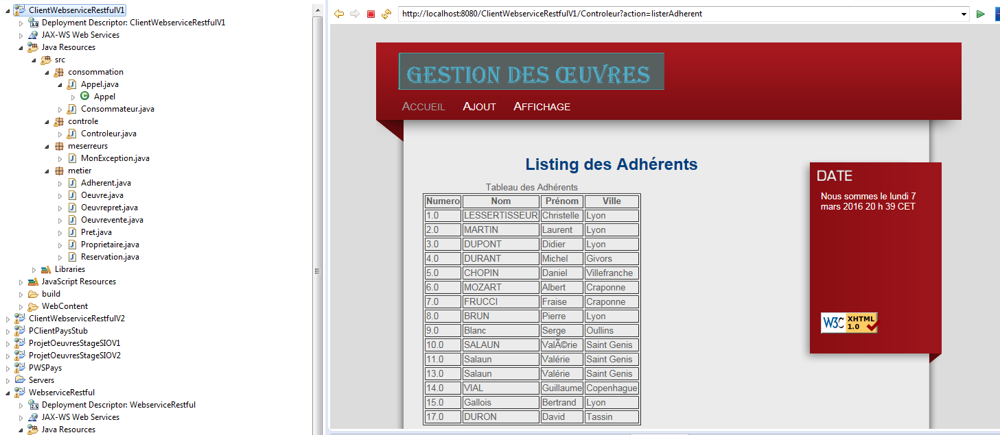 ClientWebserviceRestfulV1
Deployment Descriptor: ClientWebserviceRestfulV1
JAX-WS Web Services
Java Resources
src
consommation
Appel.java
Appel
Consommateur.java
controle
Controleur.java
meserreurs
MonException.java
metier
Adherent.java
Oeuvre.java
Oeuvrepret.java
Oeuvrevente.java
Pret.java
Proprietaire.java
Reservation.java
Libraries
JavaScript Resources
build
WebContent
ClientWebserviceRestfulV2
PClientPaysStub
ProjetOeuvresStageSIOV1
ProjetOeuvresStageSIOV2
PWSPays
Servers
WebserviceRestful
Deployment Descriptor: WebserviceRestful
JAX-WS Web Services
Java Resources
http://localhost:8080/ClientWebserviceRestfulV1/Controleur?action=listerAdherent
GESTION DES ŒUVRES
ACCUEIL AJOUT AFFICHAGE
Listing des Adhérents
Tableau des Adhérents
Numero Nom Prénom Ville
1.0 LESSERTISSEUR Christelle Lyon
2.0 MARTIN Laurent Lyon
3.0 DUPONT Didier Lyon
4.0 DURANT Michel Givors
5.0 CHOPIN Daniel Villefranche
6.0 MOZART Albert Craponne
7.0 FRUCCI Fraise Craponne
8.0 BRUN Pierre Lyon
9.0 Blanc Serge Oullins
10.0 SALAUN ValÃ©rie Saint Genis
11.0 Salaun Valérie Saint Genis
13.0 Salaun Valérie Saint Genis
14.0 VIAL Guillaume Copenhague
15.0 Gallois Bertrand Lyon
17.0 DURON David Tassin
DATE
Nous sommes le lundi 7
mars 2016 20 h 39 CET
W3C XHTML
1.0